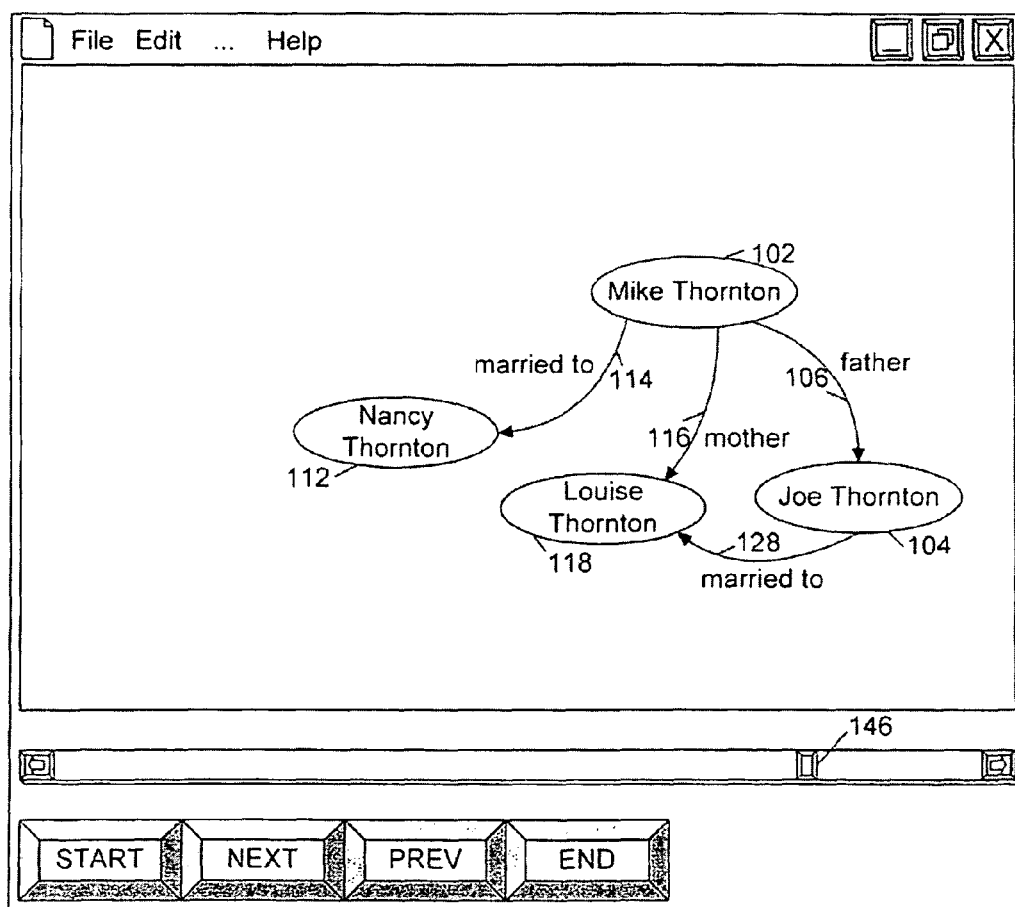 File Edit ... Help X
102
Mike Thornton
married to
114
106
father
Nancy
Thornton
112
116 mother
Louise
Thornton
118
Joe Thornton
104
128
married to
146
START NEXT PREV END